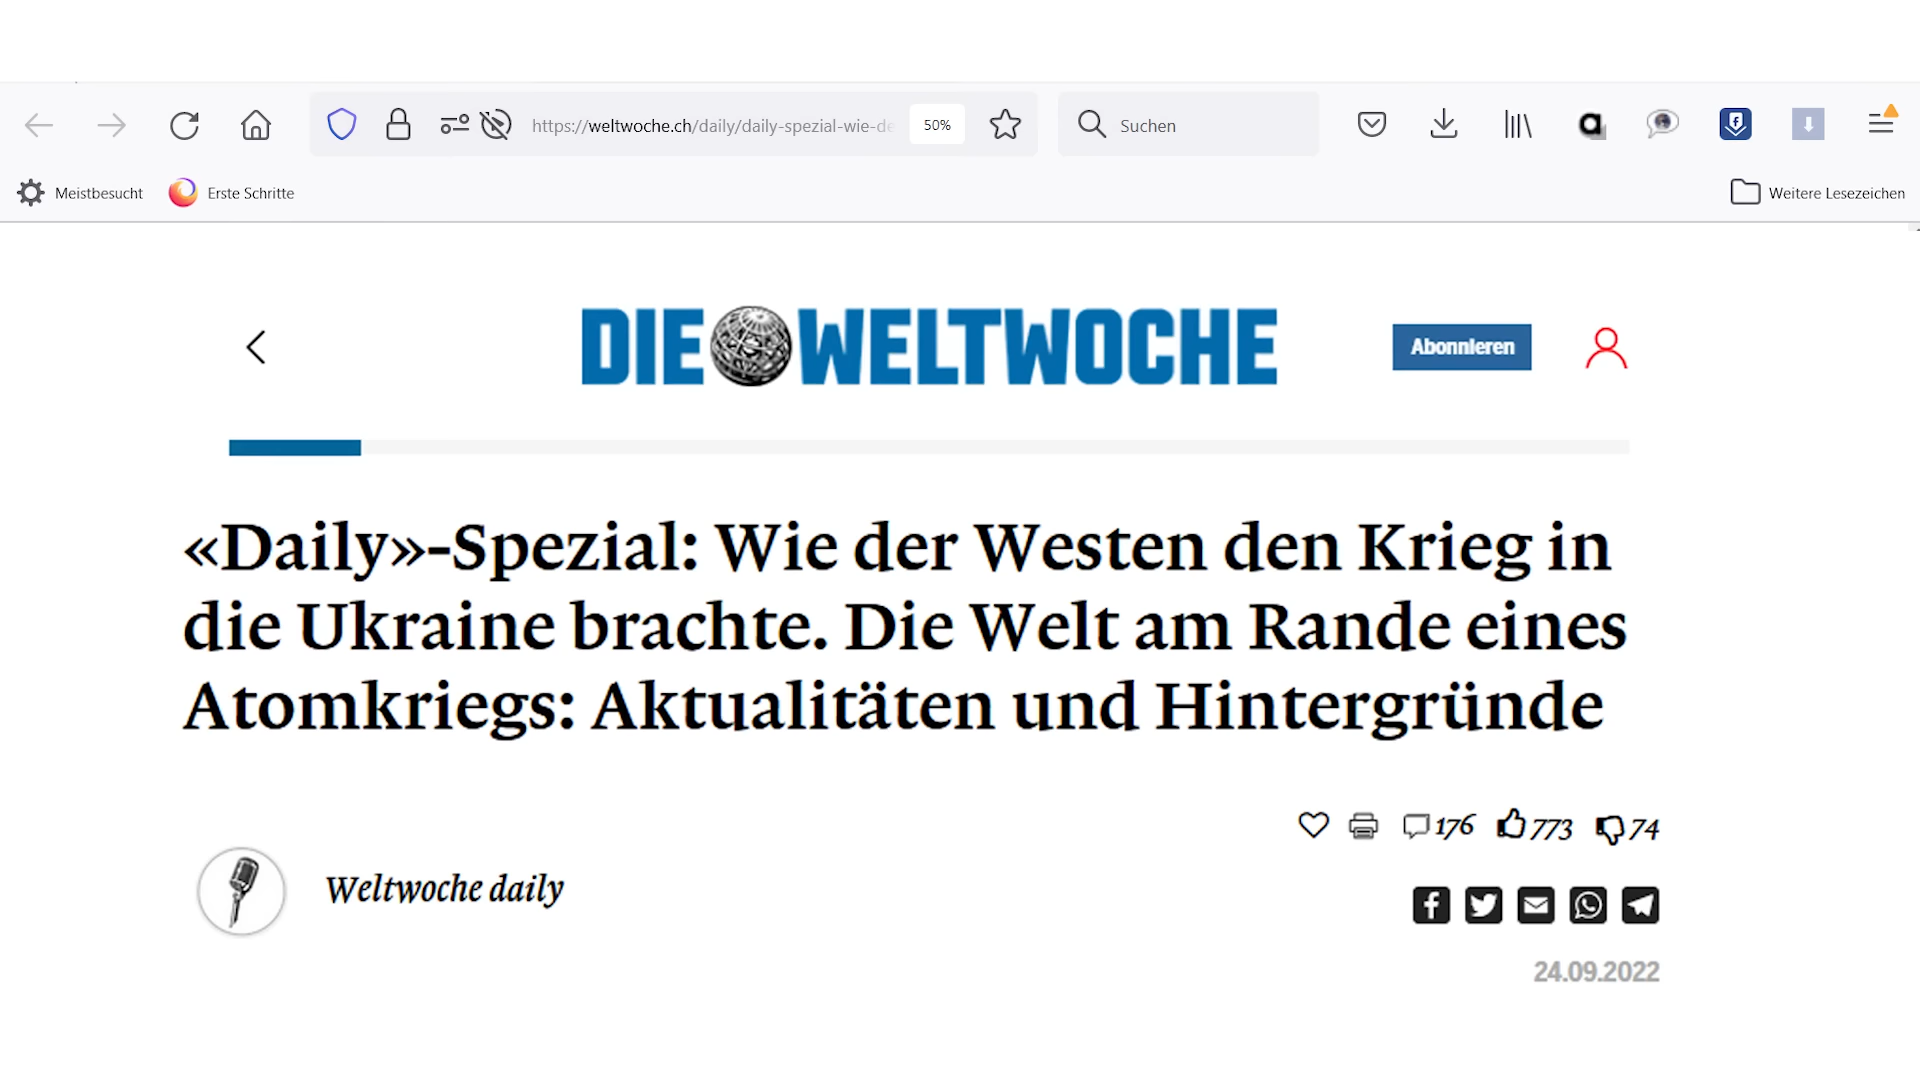 https://weltwoche.ch/daily/daily-spezial-wie-de
50%
Suchen
Meistbesucht
Erste Schritte
Weitere Lesezeichen
DIE WELTWOCHE
Abonnieren
«Daily»-Spezial: Wie der Westen den Krieg in
die Ukraine brachte. Die Welt am Rande eines
Atomkriegs: Aktualitäten und Hintergründe
176 773 74
Weltwoche daily
24.09.2022